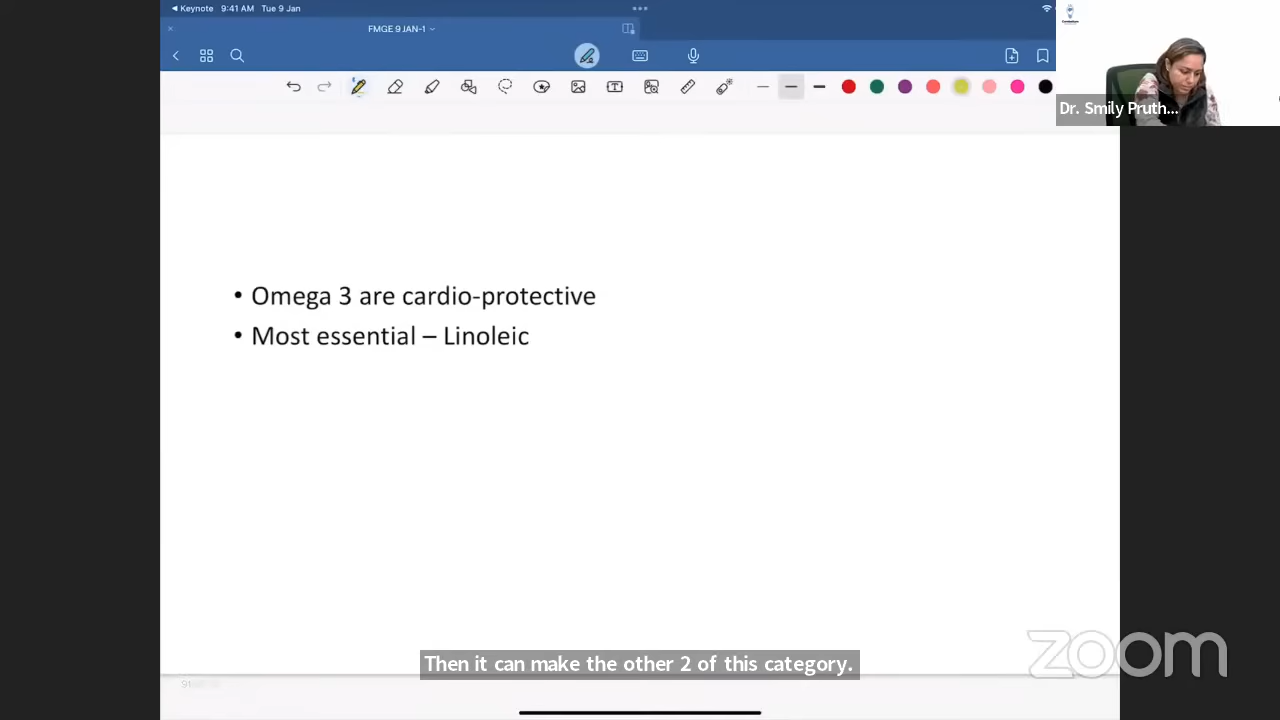 Keynote 9:41 AM Tue 9 Jan
FMGE 9 JAN-1
Dr. Smily Pruth...
• Omega 3 are cardio-protective
• Most essential – Linoleic
Then it can make the other 2 of this category.
zoom